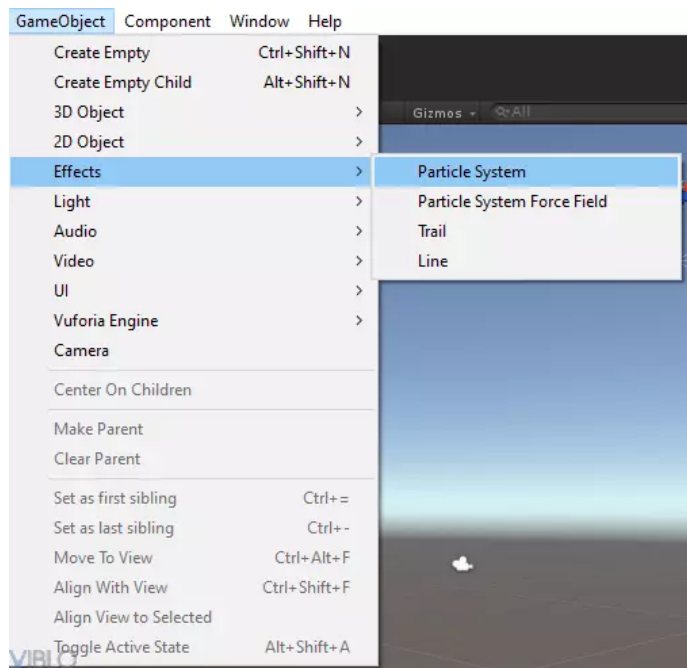 GameObject Component Window Help
Create Empty Ctrl+Shift+N
Create Empty Child Alt+Shift+N
3D Object
Gizmos All
2D Object
Effects Particle System
Light Particle System Force Field
Audio Trail
Video Line
UI
Vuforia Engine
Camera
Center On Children
Make Parent
Clear Parent
Set as first sibling Ctrl+=
Set as last sibling Ctrl+-
Move To View Ctrl+Alt+F
Align With View Ctrl+Shift+F
Align View to Selected
Toggle Active State Alt+Shift+A
VIBLO